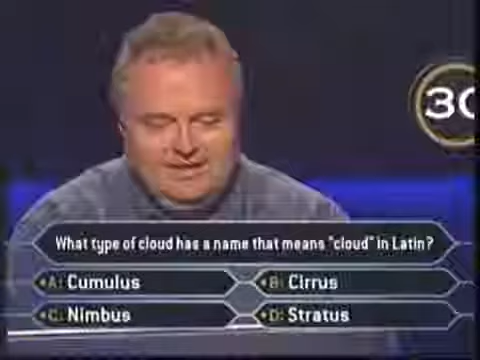 30
What type of cloud has a name that means "cloud" in Latin?
A: Cumulus
B: Cirrus
C: Nimbus
D: Stratus